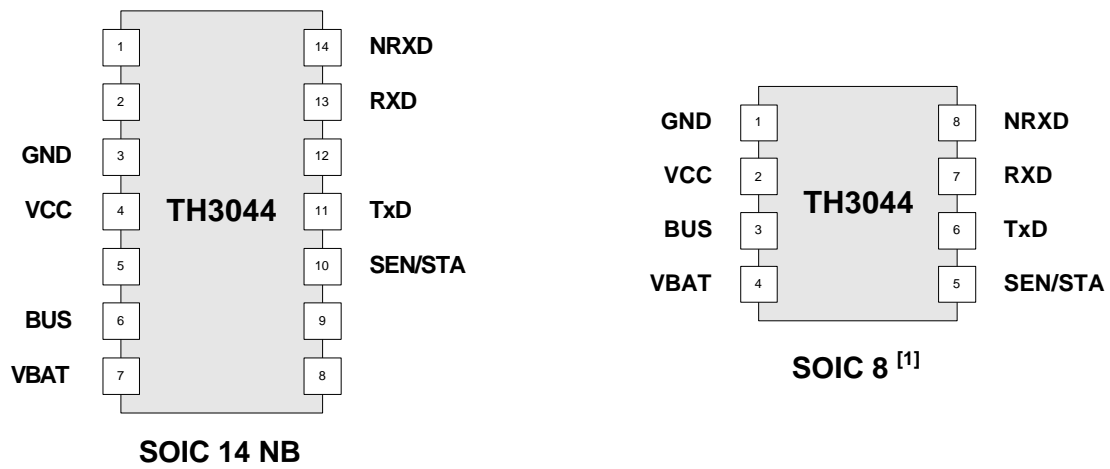 1 14 NRXD
2 13 RXD
GND 3 12
VCC 4 TH3044 11 TxD
5 10 SEN/STA
BUS 6 9
VBAT 7 8
SOIC 14 NB
GND 1 8 NRXD
VCC 2 7 RXD
TH3044
BUS 3 6 TxD
VBAT 4 5 SEN/STA
SOIC 8 [1]